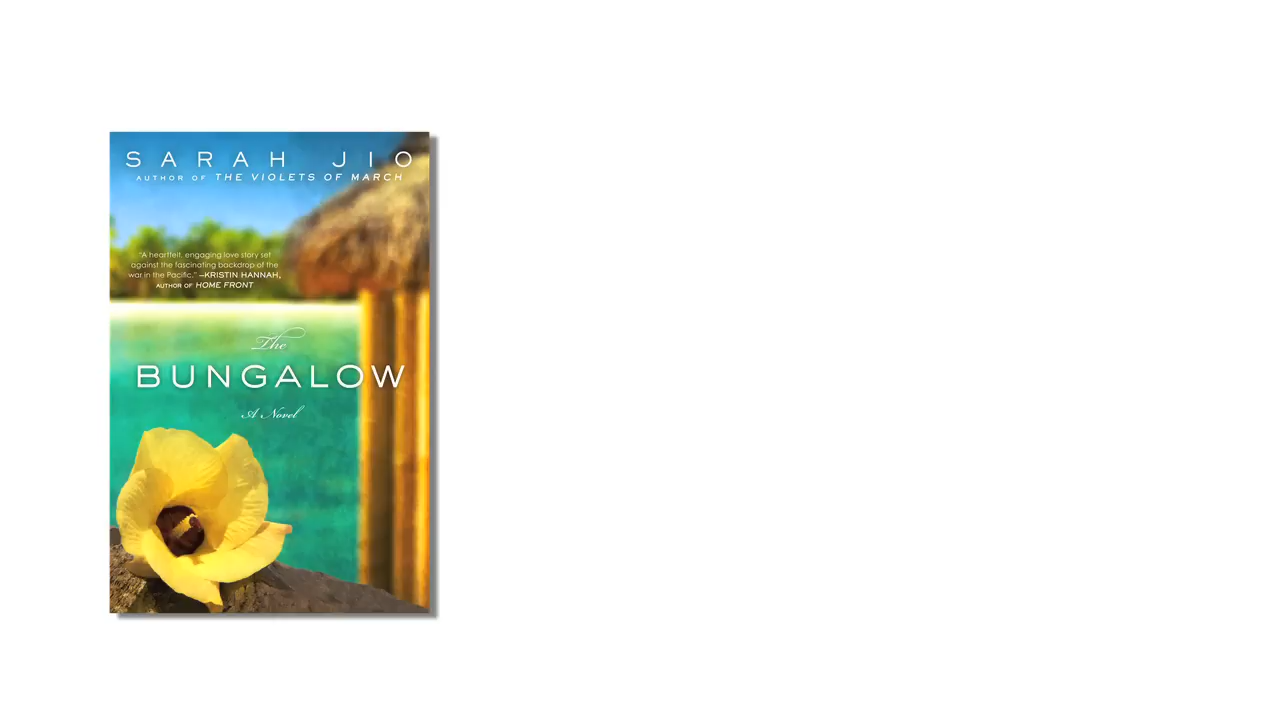 SARAH JIO
AUTHOR OF THE VIOLETS OF MARCH
"A heartfelt, engaging love story set
against the fascinating backdrop of the
war in the Pacific." –KRISTIN HANNAH,
AUTHOR OF HOME FRONT
The
BUNGALOW
A Novel